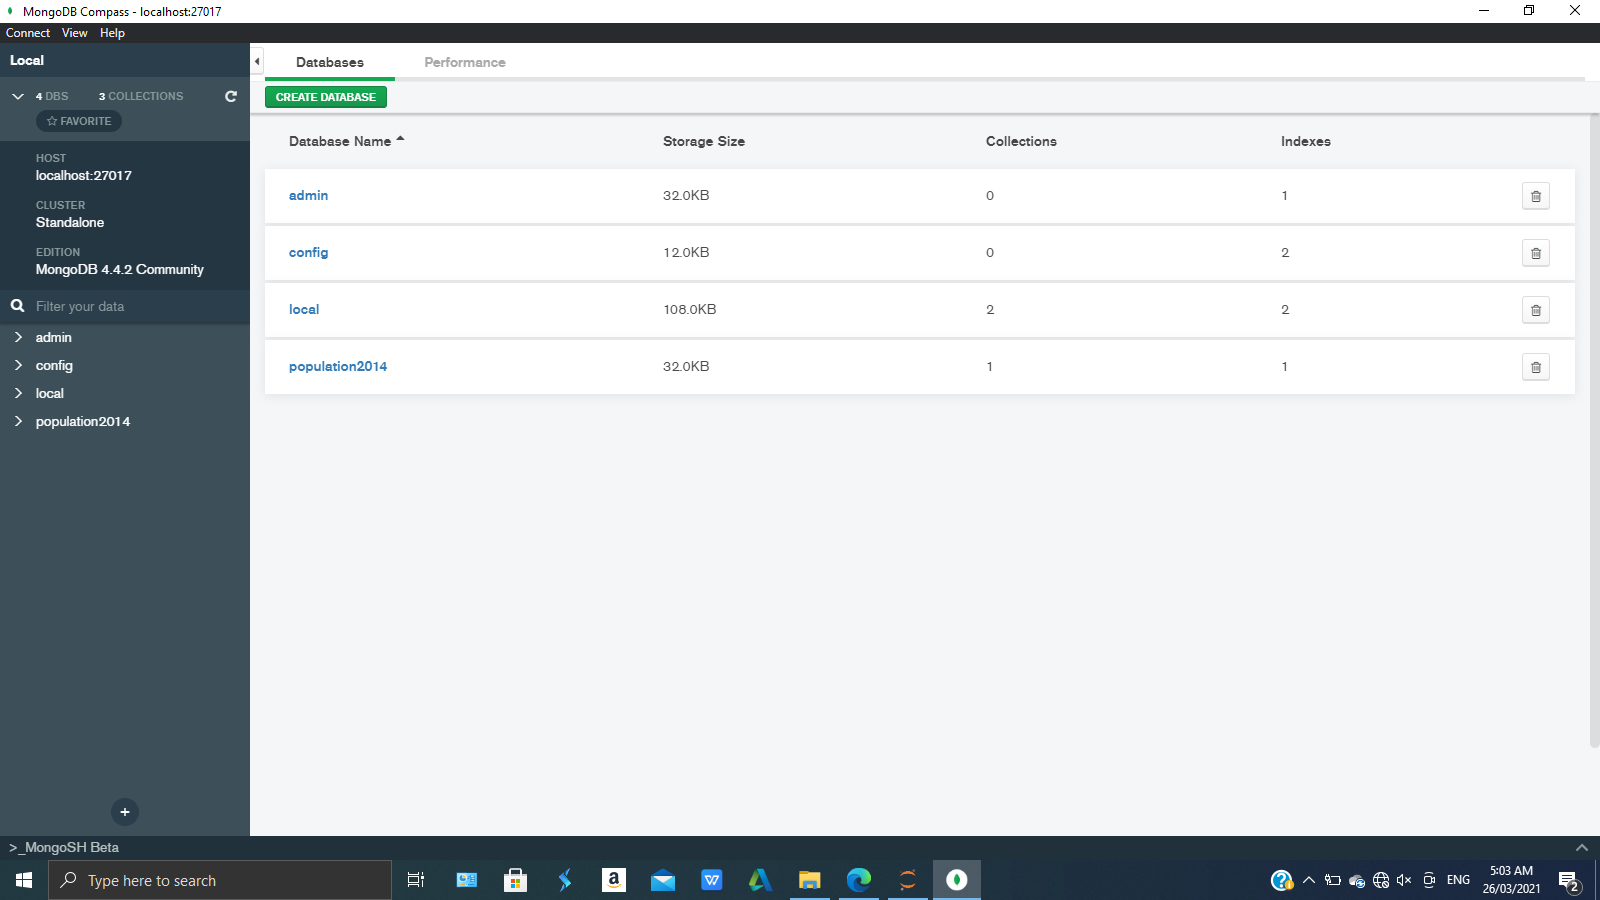 MongoDB Compass - localhost:27017
Connect View Help
Local
4 DBS 3 COLLECTIONS
FAVORITE
HOST
localhost:27017
CLUSTER
Standalone
EDITION
MongoDB 4.4.2 Community
Filter your data
admin
config
local
population2014
Databases Performance
CREATE DATABASE
Database Name Storage Size Collections Indexes
admin 32.0KB 0 1
config 12.0KB 0 2
local 108.0KB 2 2
population2014 32.0KB 1 1
>_MongoSH Beta
Type here to search
a
W
?
ENG
5:03 AM
26/03/2021
2